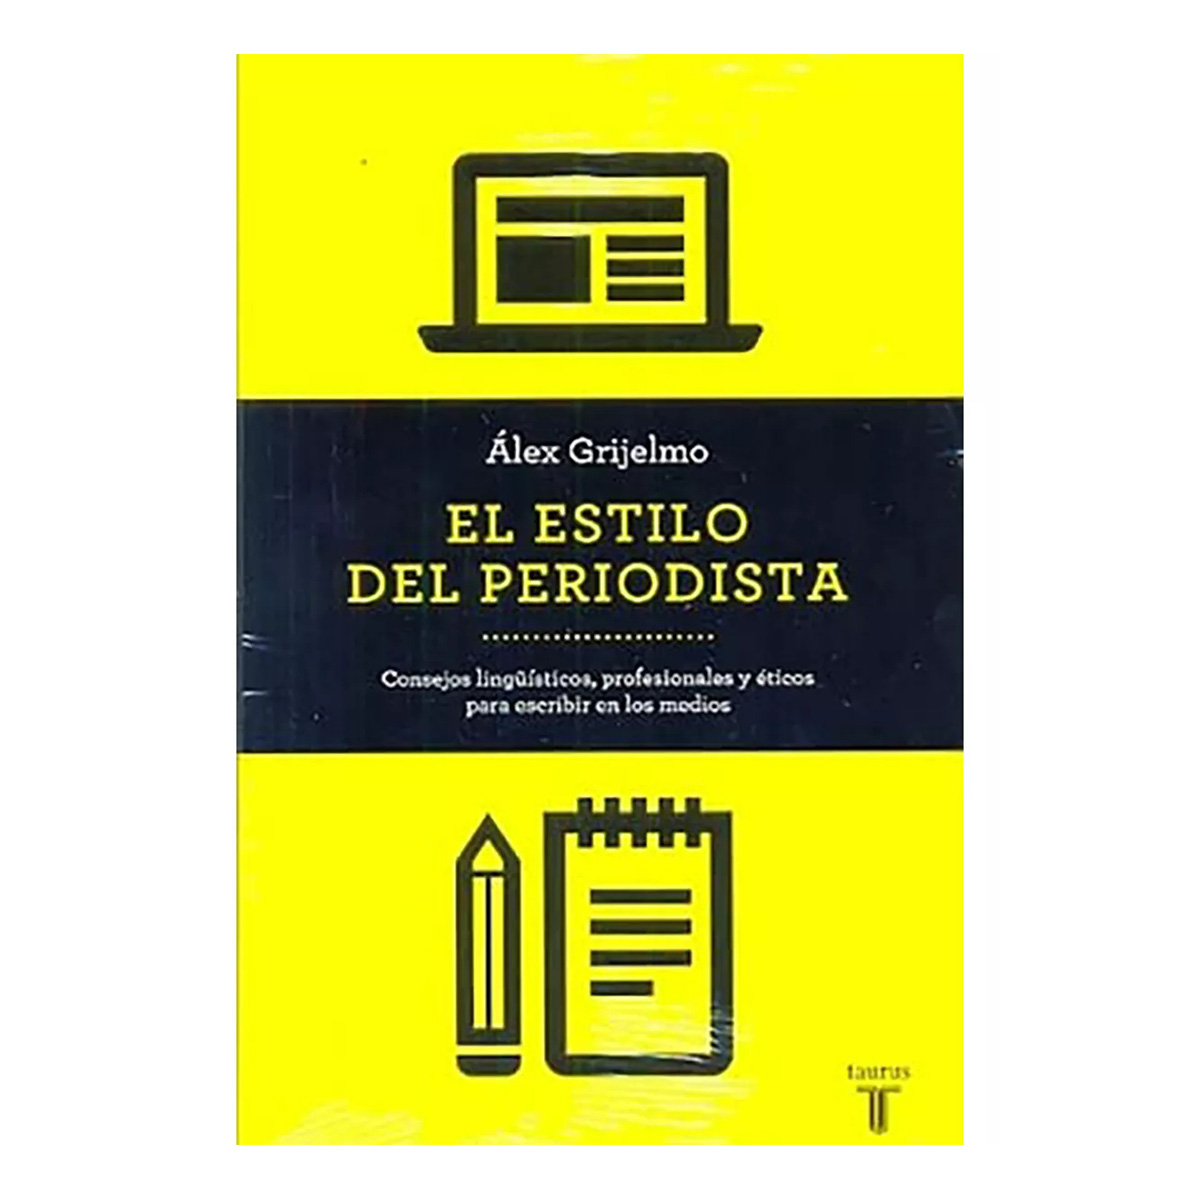 Álex Grijelmo
EL ESTILO
DEL PERIODISTA
Consejos lingüísticos, profesionales y éticos
para escribir en los medios
taurus